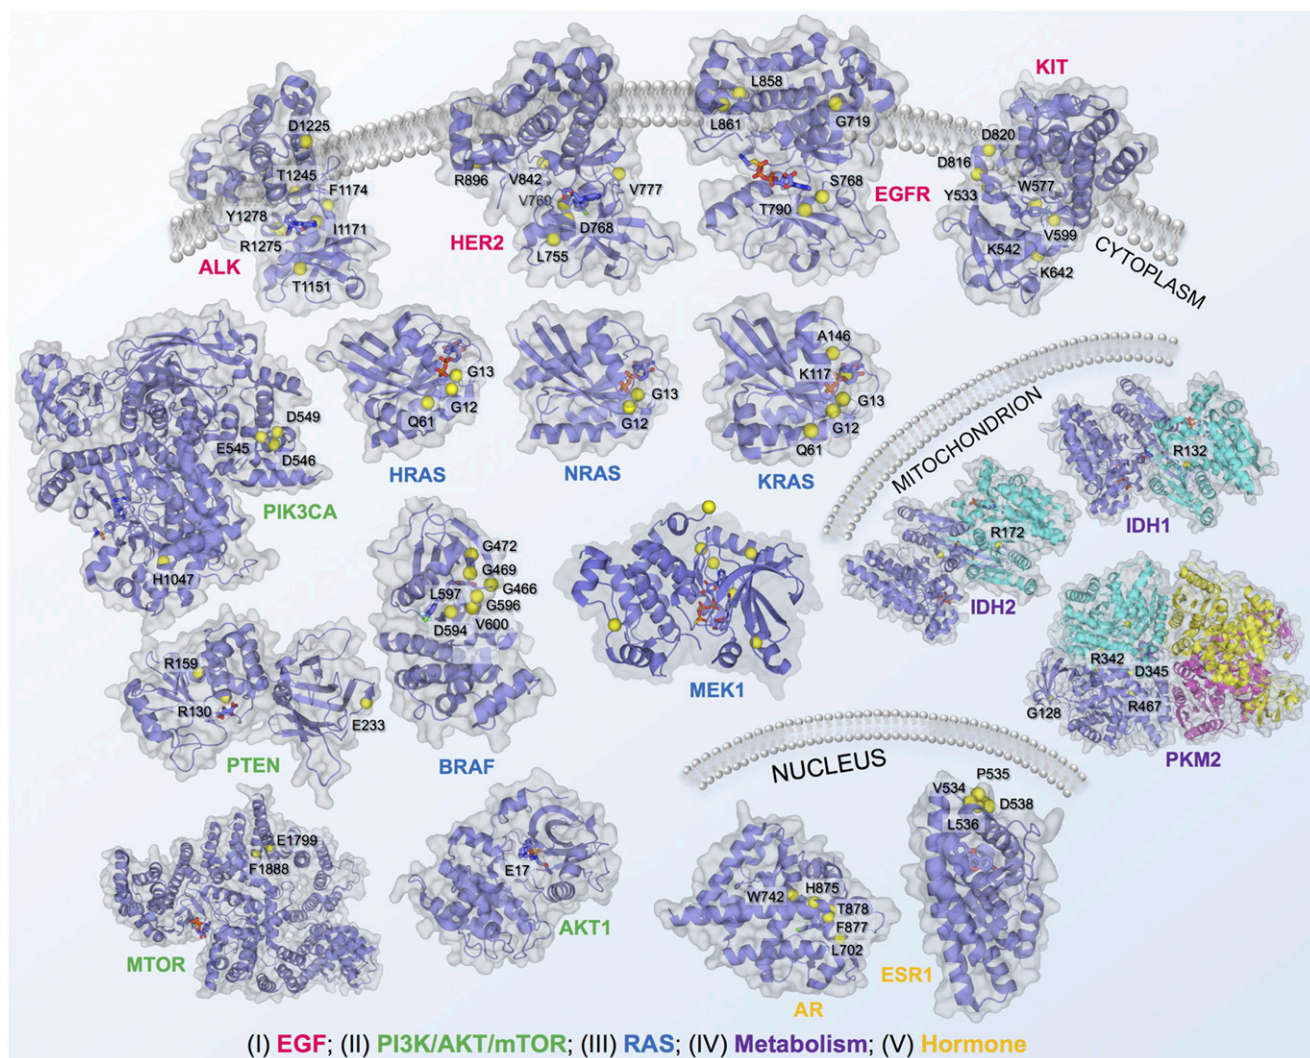 KIT
L858
D1225
L861
G719
D820
D816
T1245
F1174
R896
V842
V777
S768
EGFR
W577
Y533
Y1278
V769
T790
I1171
D768
R1275
HER2
V599
ALK
L755
K542
K642
CYTOPLASM
T1151
A146
G13
K117
G13
G13
Q61
G12
G12
G12
Q61
D549
E545
D546
HRAS
NRAS
KRAS
MITOCHONDRION
R132
PIK3CA
IDH1
R172
G472
G469
G466
H1047
L597
G596
IDH2
D594
V600
R159
R342
D345
MEK1
R130
R467
G128
E233
PTEN
BRAF
PKM2
NUCLEUS
P535
V534
D538
L536
E1799
F1888
E17
H875
W742
T878
F877
AKT1
L702
MTOR
ESR1
AR
(I) EGF; (II) PI3K/AKT/mTOR; (III) RAS; (IV) Metabolism; (V) Hormone